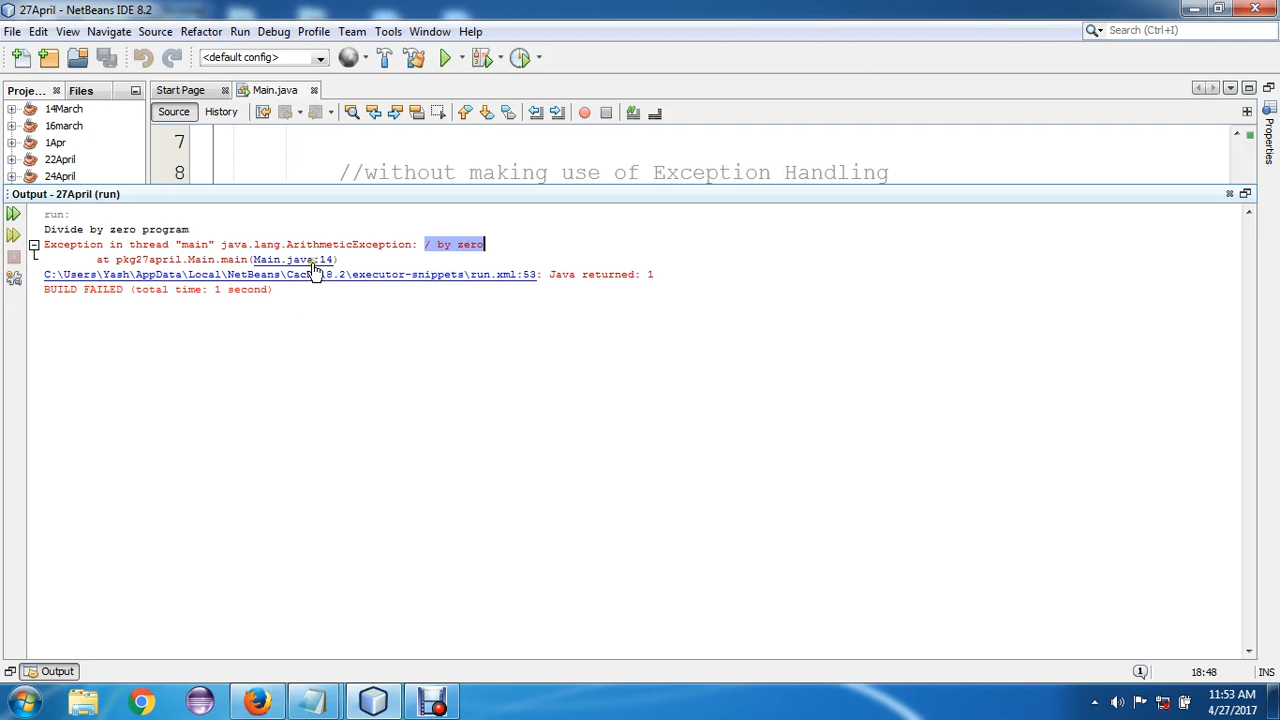 27April - NetBeans IDE 8.2
File Edit View Navigate Source Refactor Run Debug Profile Team Tools Window Help
Search (Ctrl+I)
<default config>
Proje... Files
Start Page Main.java
14March
16march
1Apr
22April
24April
Source History
7
8 //without making use of Exception Handling
Properties
Output - 27April (run)
run:
Divide by zero program
Exception in thread "main" java.lang.ArithmeticException: / by zero
at pkg27april.Main.main(Main.java:14)
C:\Users\Yash\AppData\Local\NetBeans\Cache\8.2\executor-snippets\run.xml:53: Java returned: 1
BUILD FAILED (total time: 1 second)
Output
1
18:48 INS
11:53 AM
4/27/2017